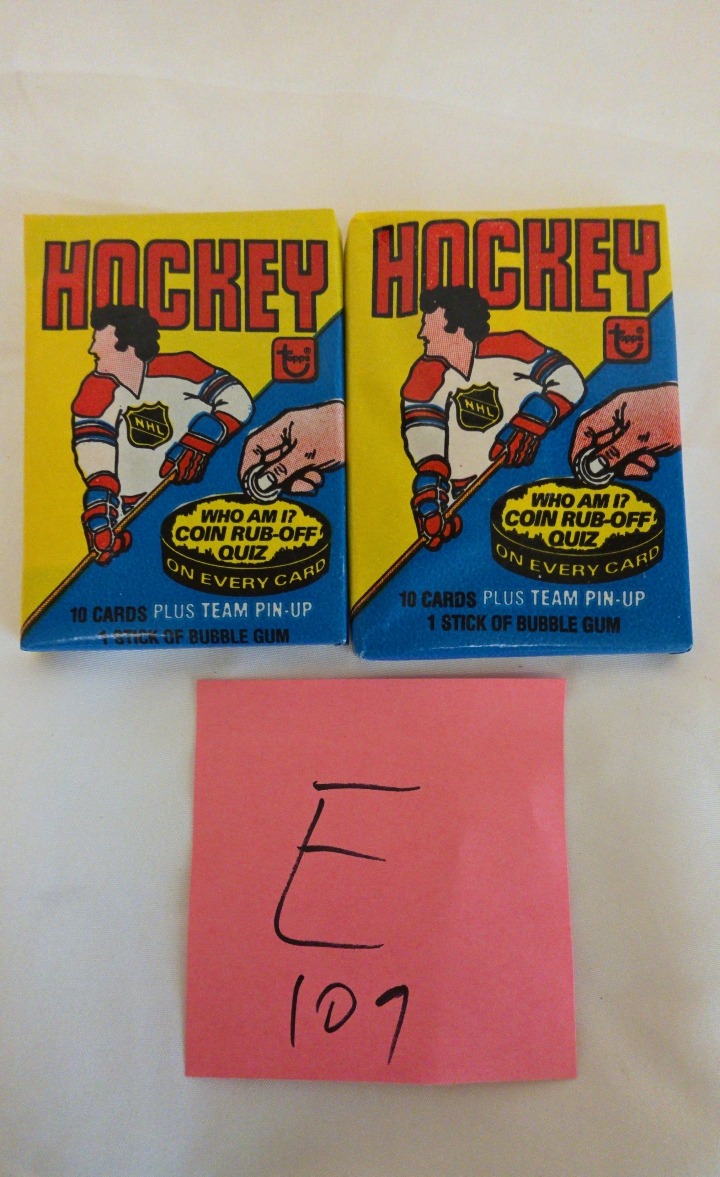 HOCKEY
topps®
NHL
WHO AM I?
COIN RUB-OFF
QUIZ
ON EVERY CARD
10 CARDS PLUS TEAM PIN-UP
1 STICK OF BUBBLE GUM
HOCKEY
topps®
NHL
WHO AM I?
COIN RUB-OFF
QUIZ
ON EVERY CARD
10 CARDS PLUS TEAM PIN-UP
1 STICK OF BUBBLE GUM
E
109